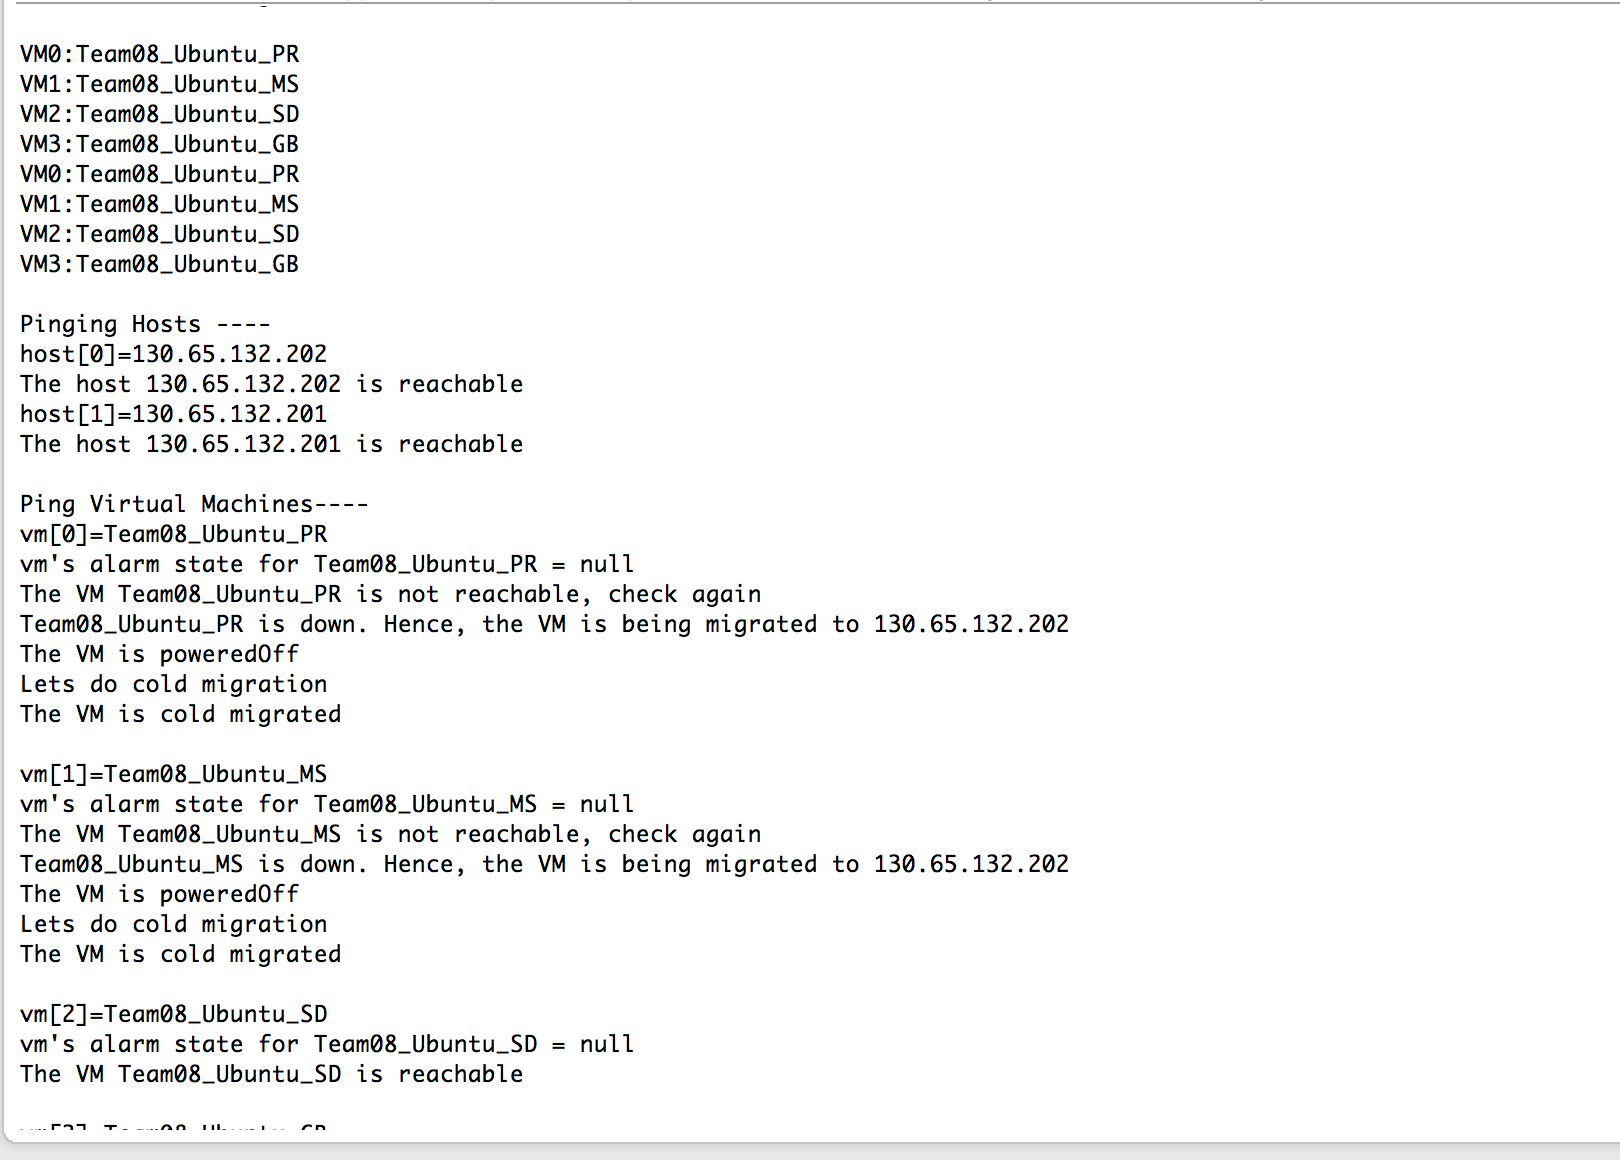 VM0:Team08_Ubuntu_PR
VM1:Team08_Ubuntu_MS
VM2:Team08_Ubuntu_SD
VM3:Team08_Ubuntu_GB
VM0:Team08_Ubuntu_PR
VM1:Team08_Ubuntu_MS
VM2:Team08_Ubuntu_SD
VM3:Team08_Ubuntu_GB
Pinging Hosts ----
host[0]=130.65.132.202
The host 130.65.132.202 is reachable
host[1]=130.65.132.201
The host 130.65.132.201 is reachable
Ping Virtual Machines----
vm[0]=Team08_Ubuntu_PR
vm's alarm state for Team08_Ubuntu_PR = null
The VM Team08_Ubuntu_PR is not reachable, check again
Team08_Ubuntu_PR is down. Hence, the VM is being migrated to 130.65.132.202
The VM is poweredOff
Lets do cold migration
The VM is cold migrated
vm[1]=Team08_Ubuntu_MS
vm's alarm state for Team08_Ubuntu_MS = null
The VM Team08_Ubuntu_MS is not reachable, check again
Team08_Ubuntu_MS is down. Hence, the VM is being migrated to 130.65.132.202
The VM is poweredOff
Lets do cold migration
The VM is cold migrated
vm[2]=Team08_Ubuntu_SD
vm's alarm state for Team08_Ubuntu_SD = null
The VM Team08_Ubuntu_SD is reachable